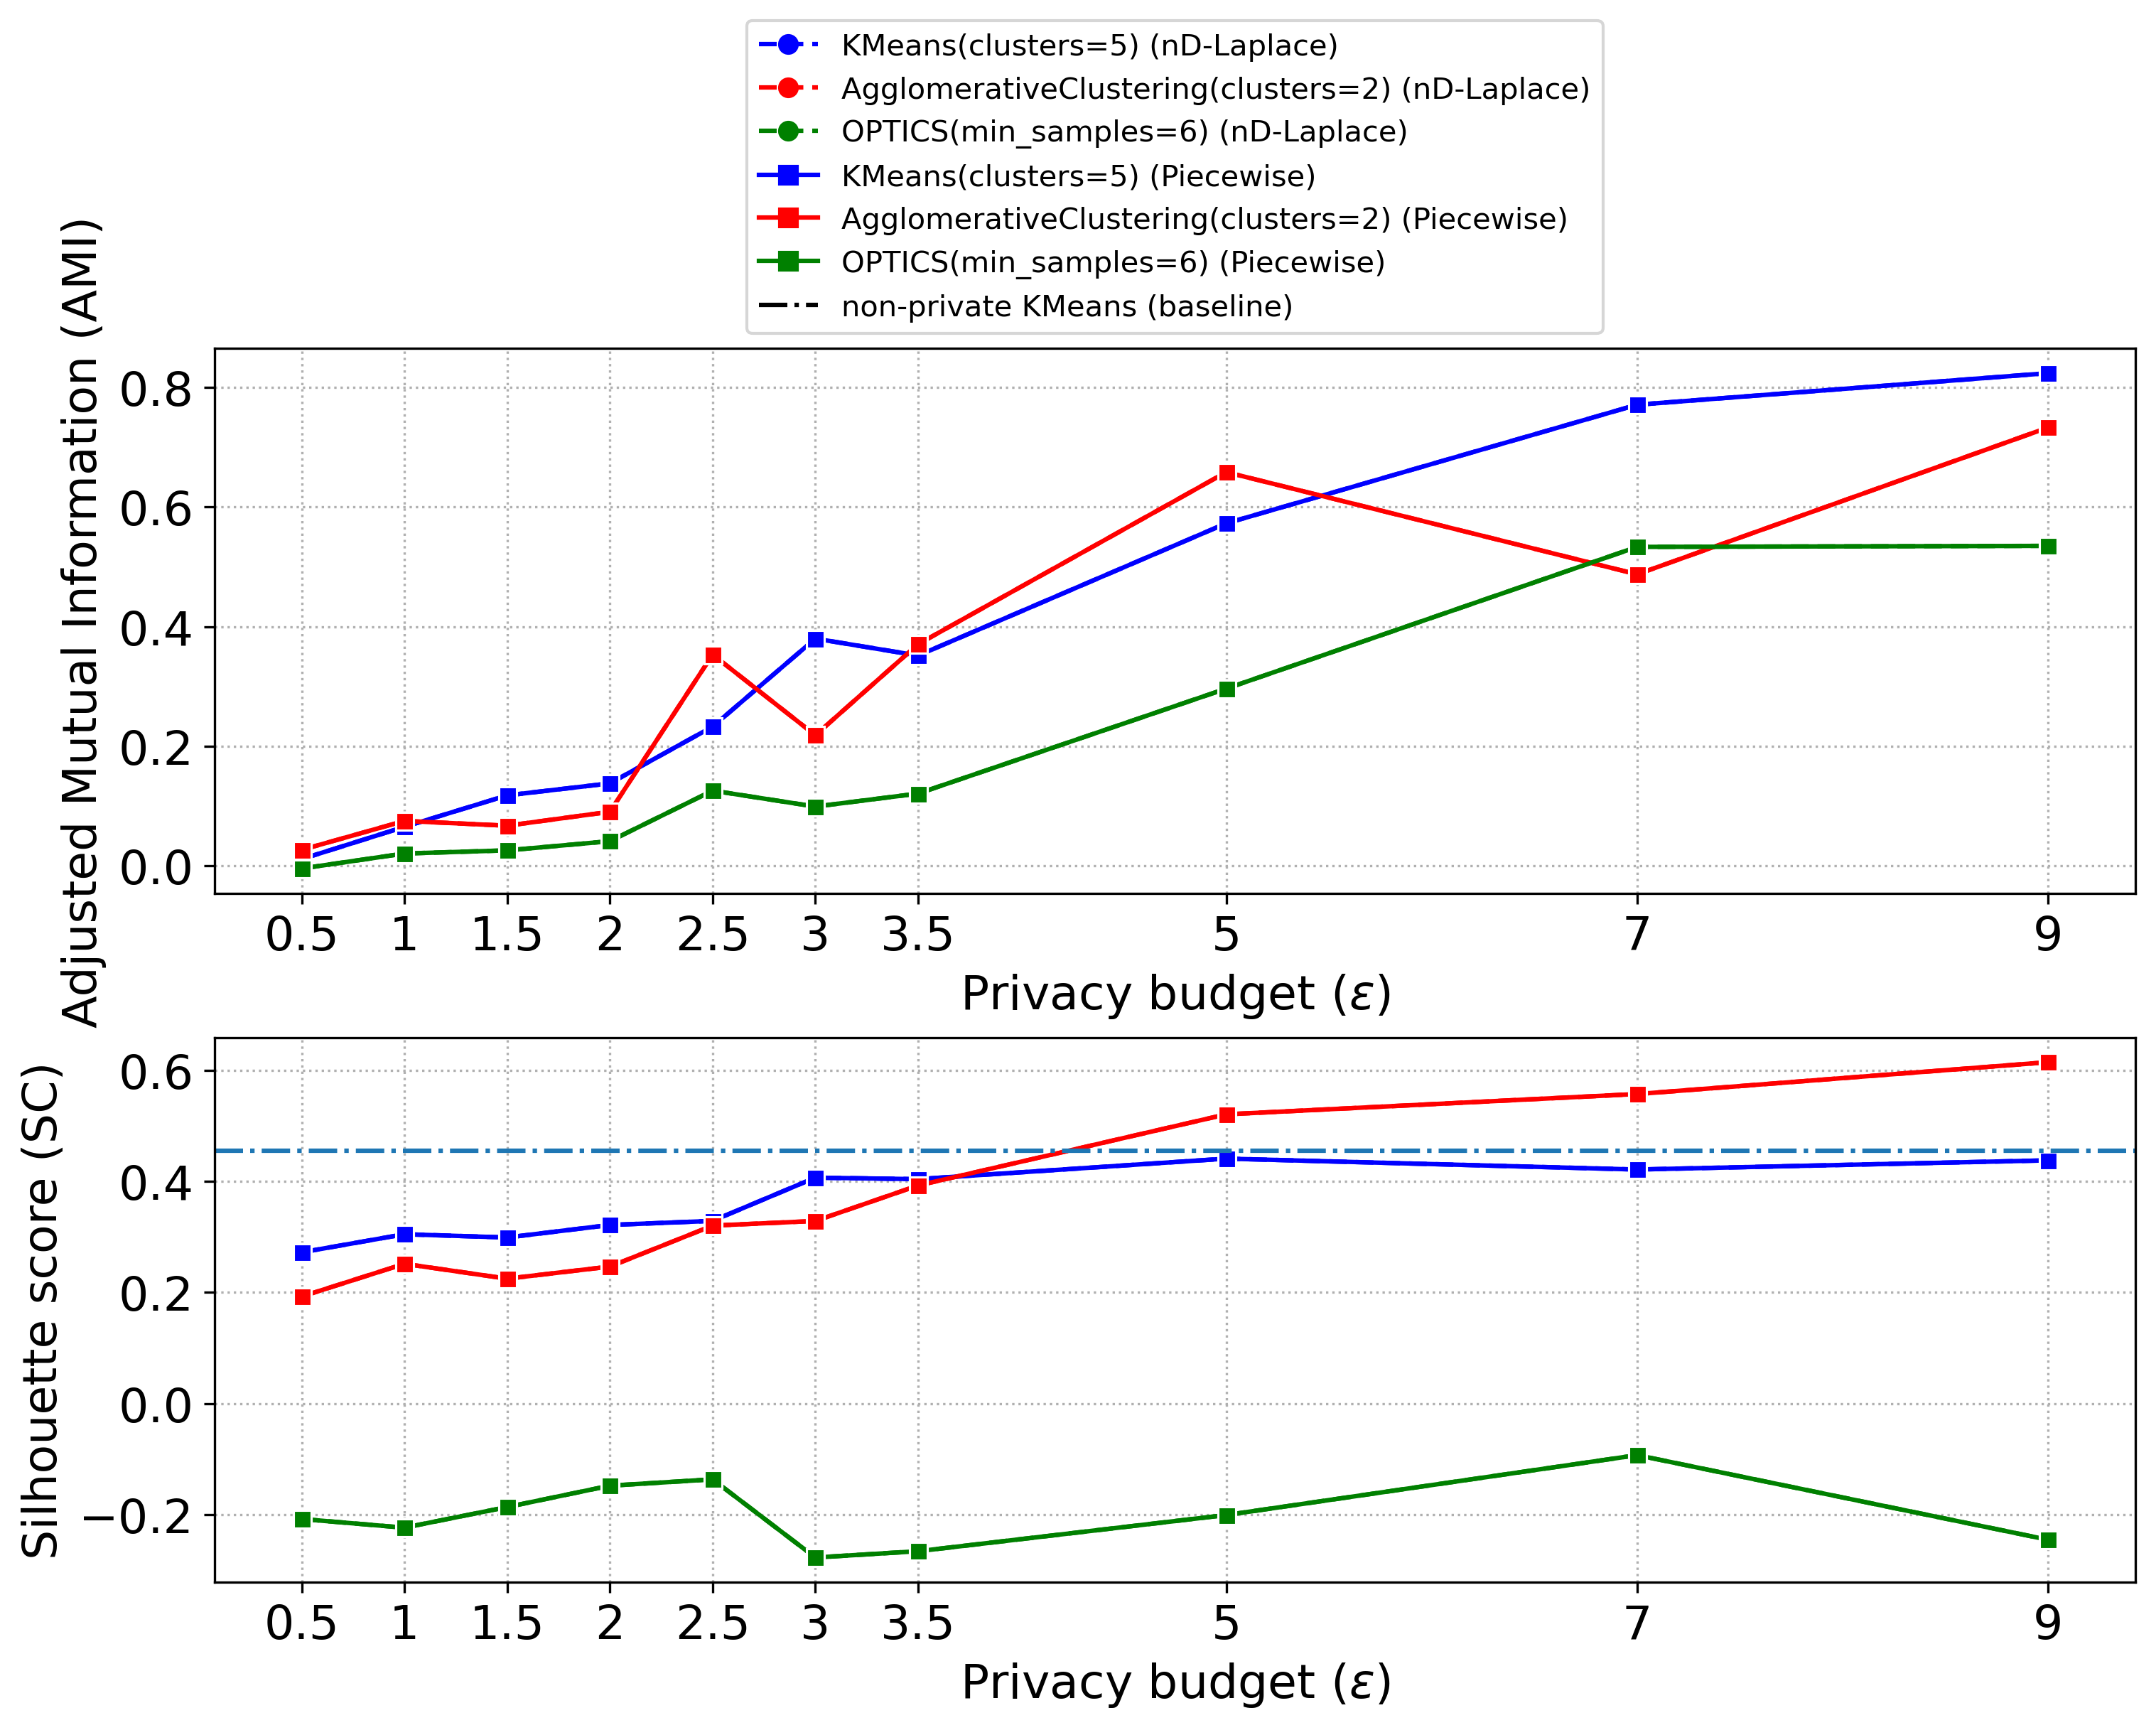 KMeans(clusters=5) (nD-Laplace)
AgglomerativeClustering(clusters=2) (nD-Laplace)
OPTICS(min_samples=6) (nD-Laplace)
KMeans(clusters=5) (Piecewise)
AgglomerativeClustering(clusters=2) (Piecewise)
OPTICS(min_samples=6) (Piecewise)
non-private KMeans (baseline)
Adjusted Mutual Information (AMI)
0.8
0.6
0.4
0.2
0.0
0.5 1 1.5 2 2.5 3 3.5 5 7 9
Privacy budget (ε)
Silhouette score (SC)
0.6
0.4
0.2
0.0
−0.2
0.5 1 1.5 2 2.5 3 3.5 5 7 9
Privacy budget (ε)